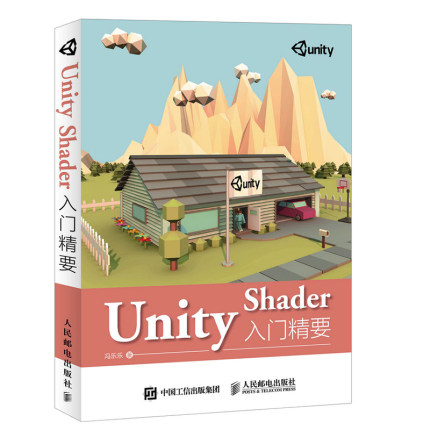 Unity Shader 入门精要
人民邮电出版社
unity
unity
Unity Shader
入门精要
冯乐乐 著
中国工信出版集团
人民邮电出版社
POSTS & TELECOM PRESS